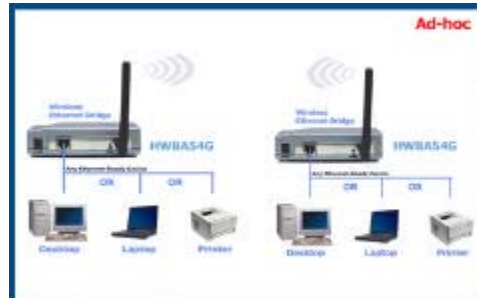 Ad-hoc
Wireless
Ethernet Bridge
HWBA54G
Any Ethernet-Ready Device
OR OR
Desktop Laptop Printer
Wireless
Ethernet Bridge
HWBA54G
Any Ethernet-Ready Device
OR OR
Desktop Laptop Printer